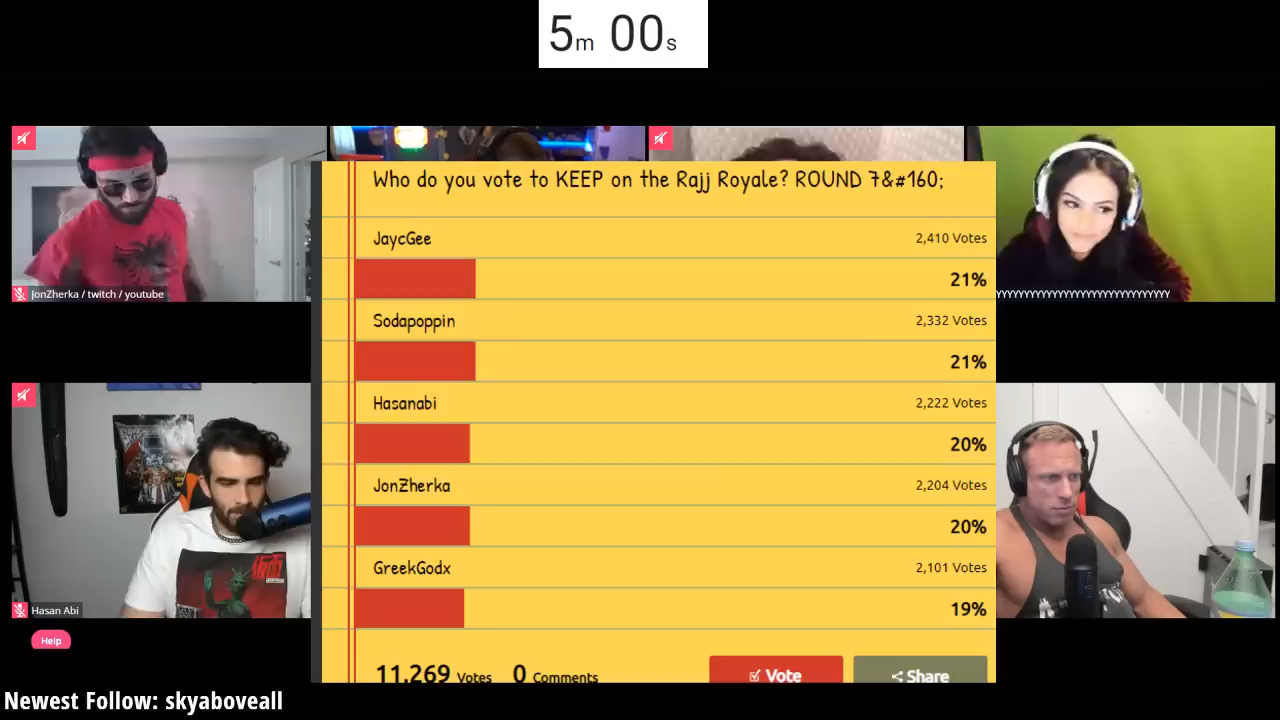 5m 00s
Who do you vote to KEEP on the Rajj Royale? ROUND 7&#160;
JaycGee 2,410 Votes
21%
Sodapoppin 2,332 Votes
21%
Hasanabi 2,222 Votes
20%
JonZherka 2,204 Votes
20%
GreekGodx 2,101 Votes
19%
11,269 Votes 0 Comments Vote Share
JonZherka / twitch / youtube
YYYYYYYYYYYYYYYYYYYYYYYYYYYYY
Hasan Abi
Help
Newest Follow: skyaboveall